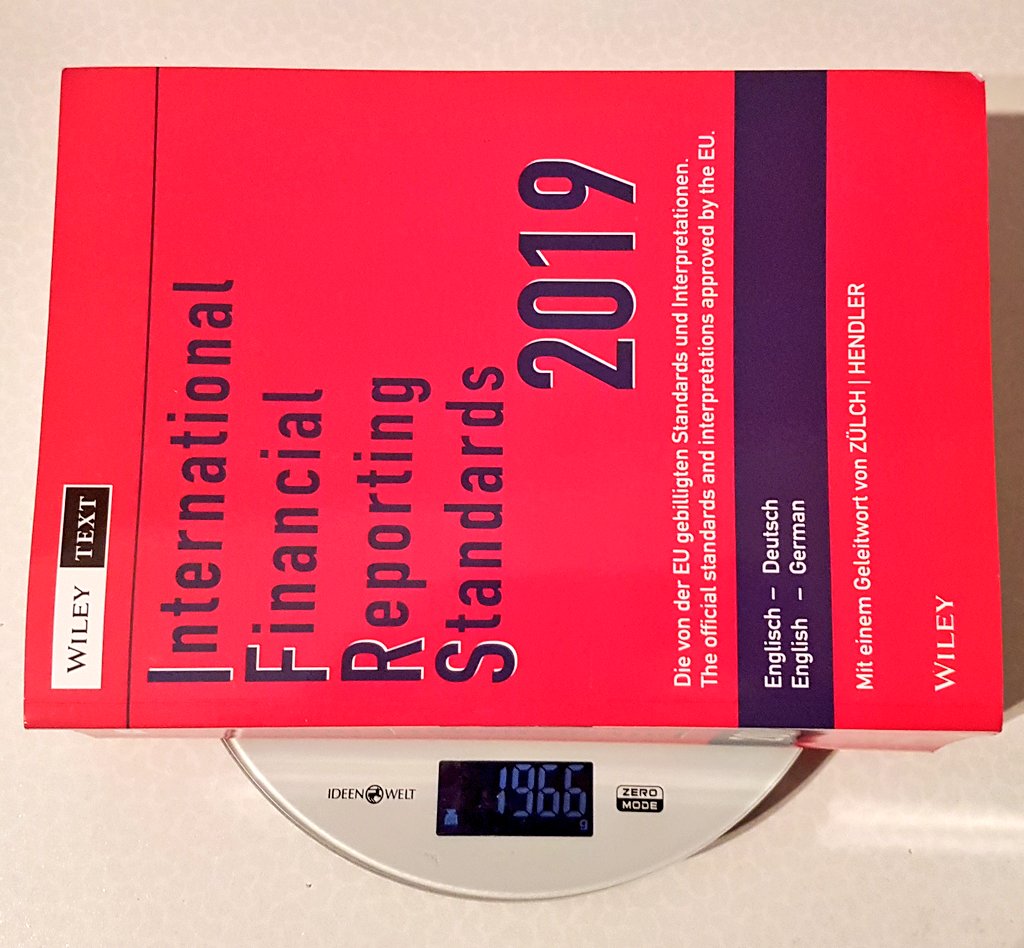 WILEY TEXT
International
Financial
Reporting
Standards
2019
Die von der EU gebilligten Standards und Interpretationen.
The official standards and interpretations approved by the EU.
Englisch – Deutsch
English – German
Mit einem Geleitwort von ZÜLCH | HENDLER
WILEY
IDEEN WELT
1966
g
ZERO
MODE